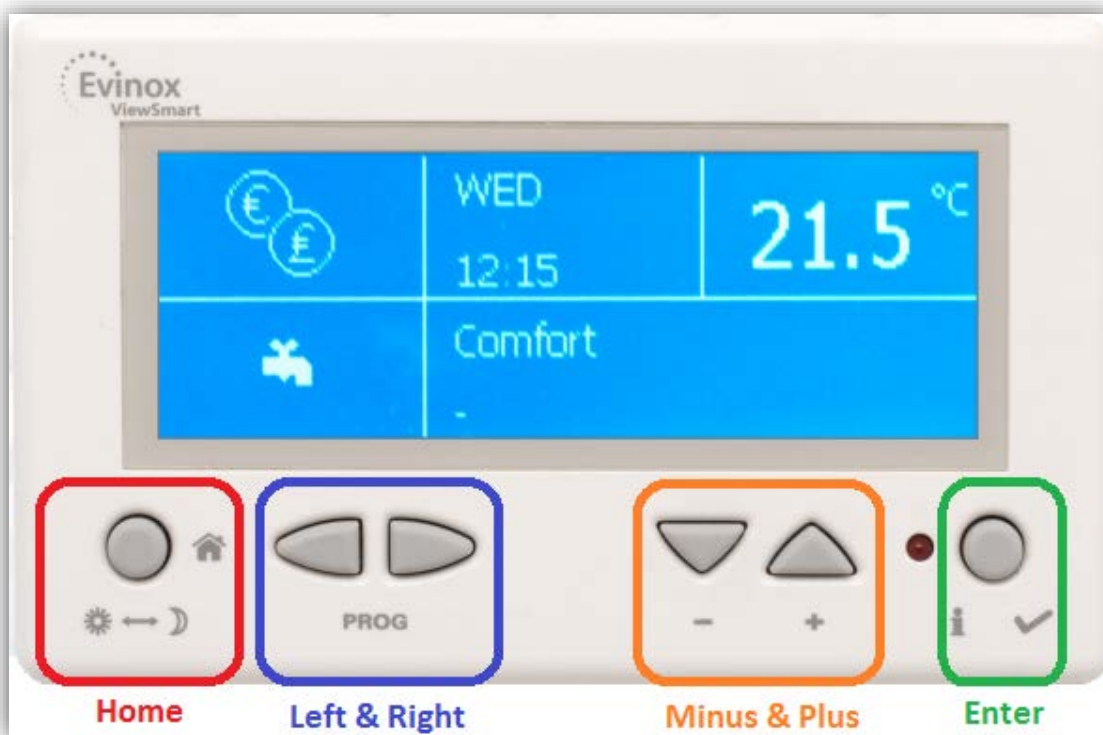 Evinox
ViewSmart
WED
12:15
21.5 °C
Comfort
-
PROG
- +
i
Home
Left & Right
Minus & Plus
Enter